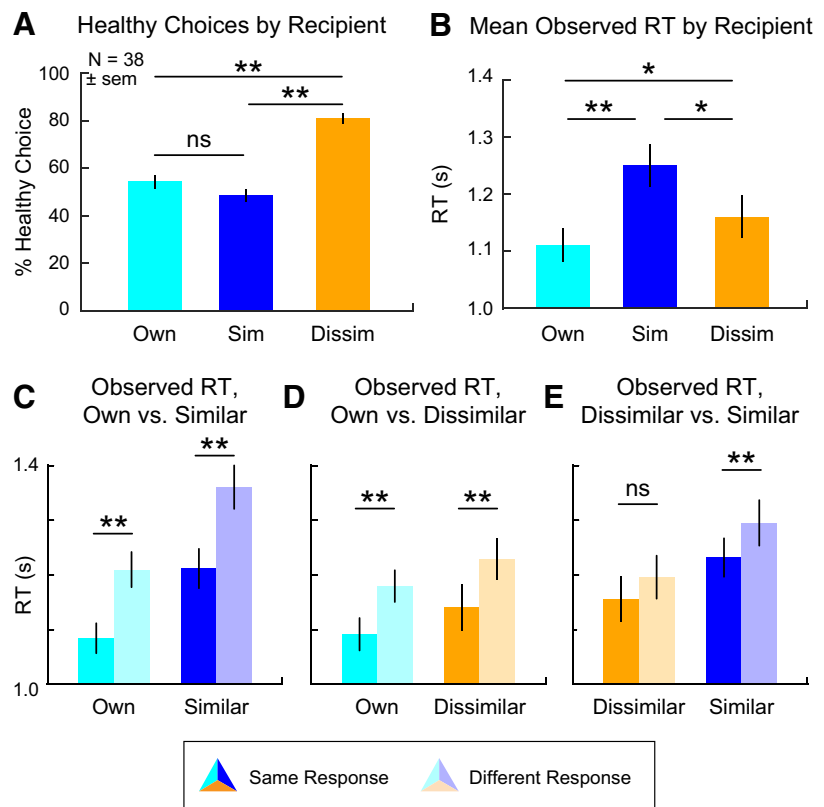 A
Healthy Choices by Recipient
N = 38
± sem
% Healthy Choice
100
80
60
40
20
0
**
**
ns
Own
Sim
Dissim
B
Mean Observed RT by Recipient
RT (s)
1.4
1.3
1.2
1.1
1.0
*
**
*
Own
Sim
Dissim
C
Observed RT,
Own vs. Similar
RT (s)
1.4
1.0
**
**
Own
Similar
D
Observed RT,
Own vs. Dissimilar
**
**
Own
Dissimilar
E
Observed RT,
Dissimilar vs. Similar
ns
**
Dissimilar
Similar
Same Response
Different Response